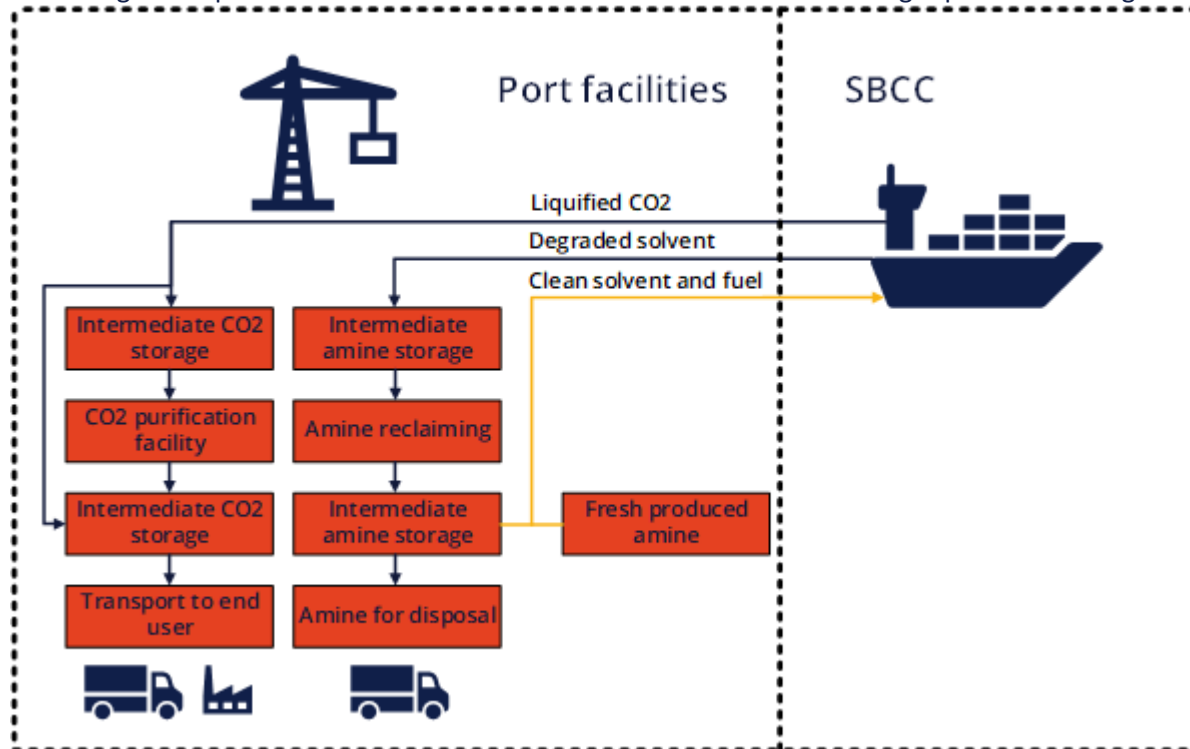 Port facilities
SBCC
Liquified CO2
Degraded solvent
Clean solvent and fuel
Intermediate CO2
storage
Intermediate
amine storage
CO2 purification
facility
Amine reclaiming
Intermediate CO2
storage
Intermediate
amine storage
Fresh produced
amine
Transport to end
user
Amine for disposal